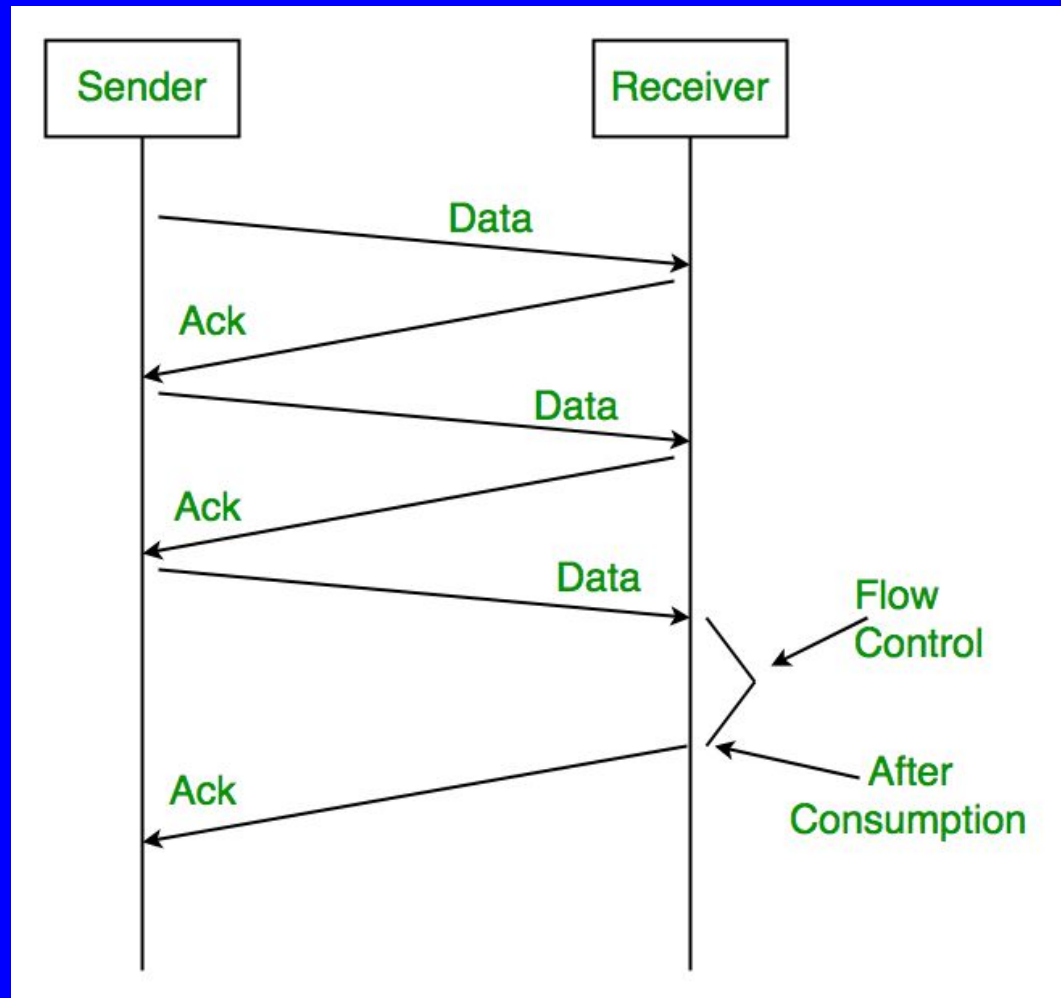 Sender
Receiver
Data
Ack
Data
Ack
Data
Flow
Control
Ack
After
Consumption